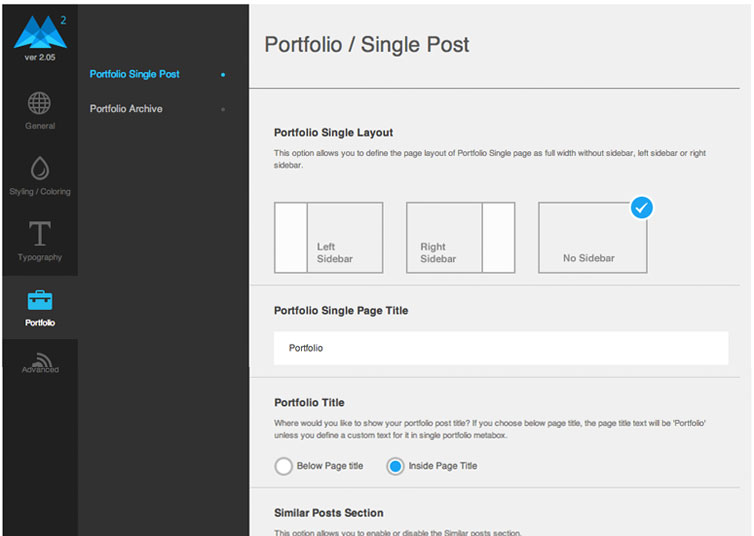 2
ver 2.05
General
Styling / Coloring
Typography
Portfolio
Advanced
Portfolio Single Post
Portfolio Archive
Portfolio / Single Post
Portfolio Single Layout
This option allows you to define the page layout of Portfolio Single page as full width without sidebar, left sidebar or right
sidebar.
Left
Sidebar
Right
Sidebar
No Sidebar
Portfolio Single Page Title
Portfolio
Portfolio Title
Where would you like to show your portfolio post title? If you choose below page title, the page title text will be 'Portfolio'
unless you define a custom text for it in single portfolio metabox.
Below Page title
Inside Page Title
Similar Posts Section
This option allows you to enable or disable the Similar posts section.